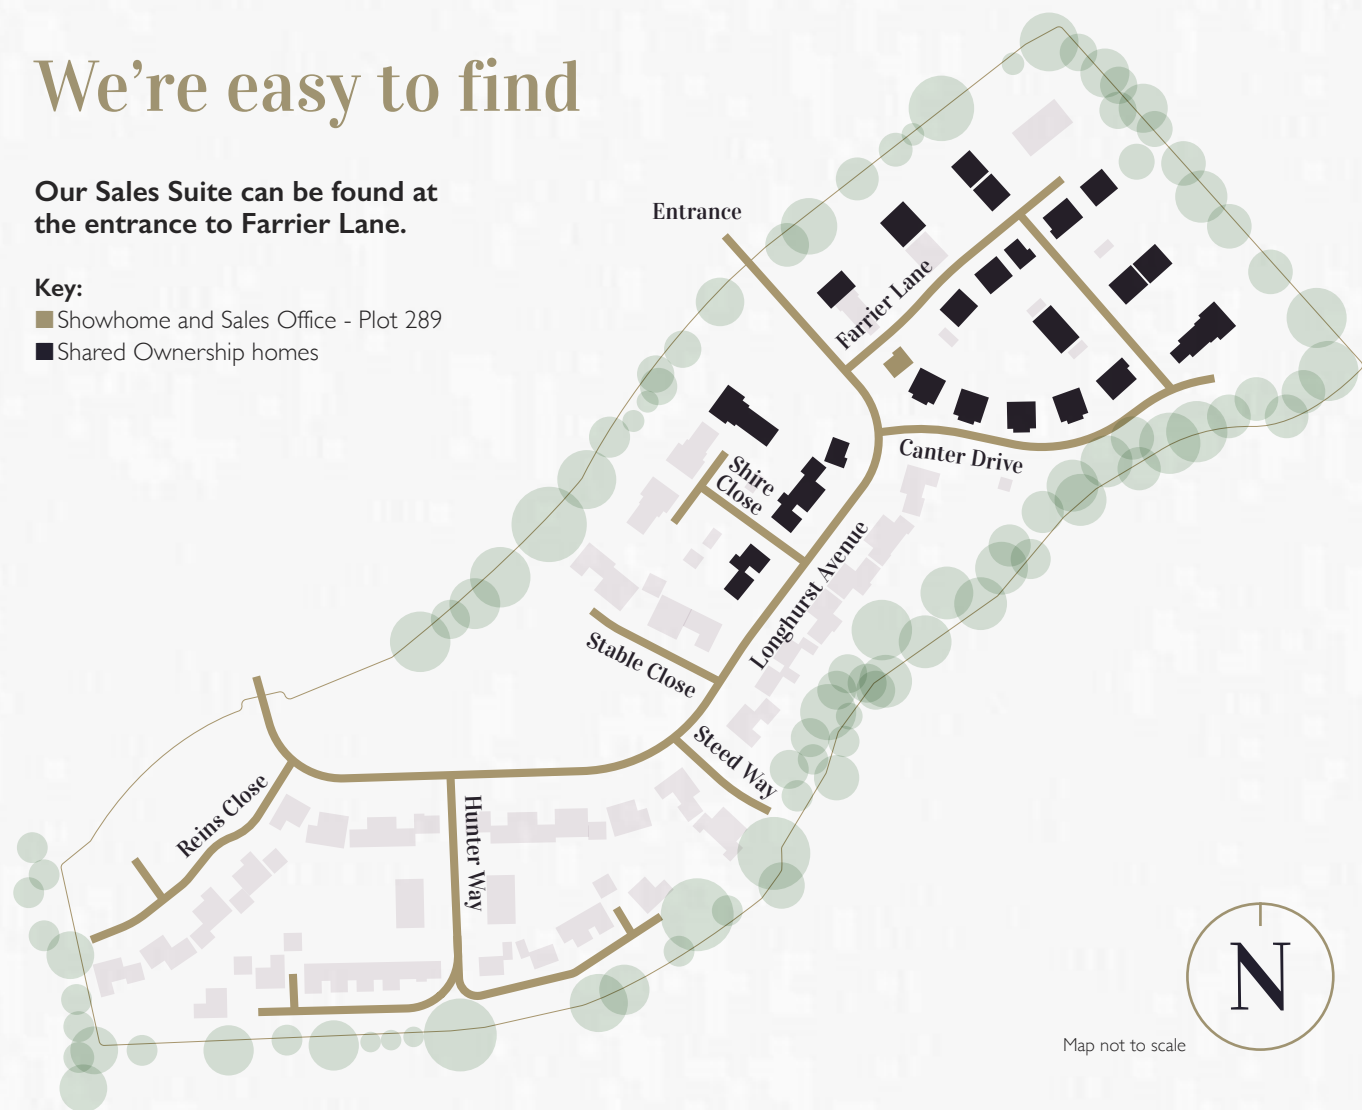 We’re easy to find
Our Sales Suite can be found at
the entrance to Farrier Lane.
Key:
Showhome and Sales Office - Plot 289
Shared Ownership homes
Entrance
Farrier Lane
Canter Drive
Shire
Close
Longhurst Avenue
Stable Close
Steed Way
Reins Close
Hunter Way
N
Map not to scale